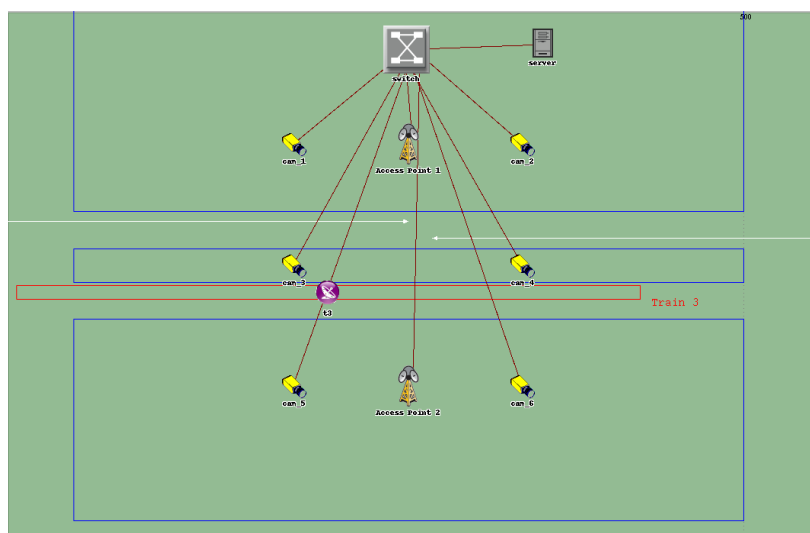 500
switch
server
cam_1
Access Point 1
cam_2
cam_3
cam_4
Train 3
t3
cam_5
Access Point 2
cam_6